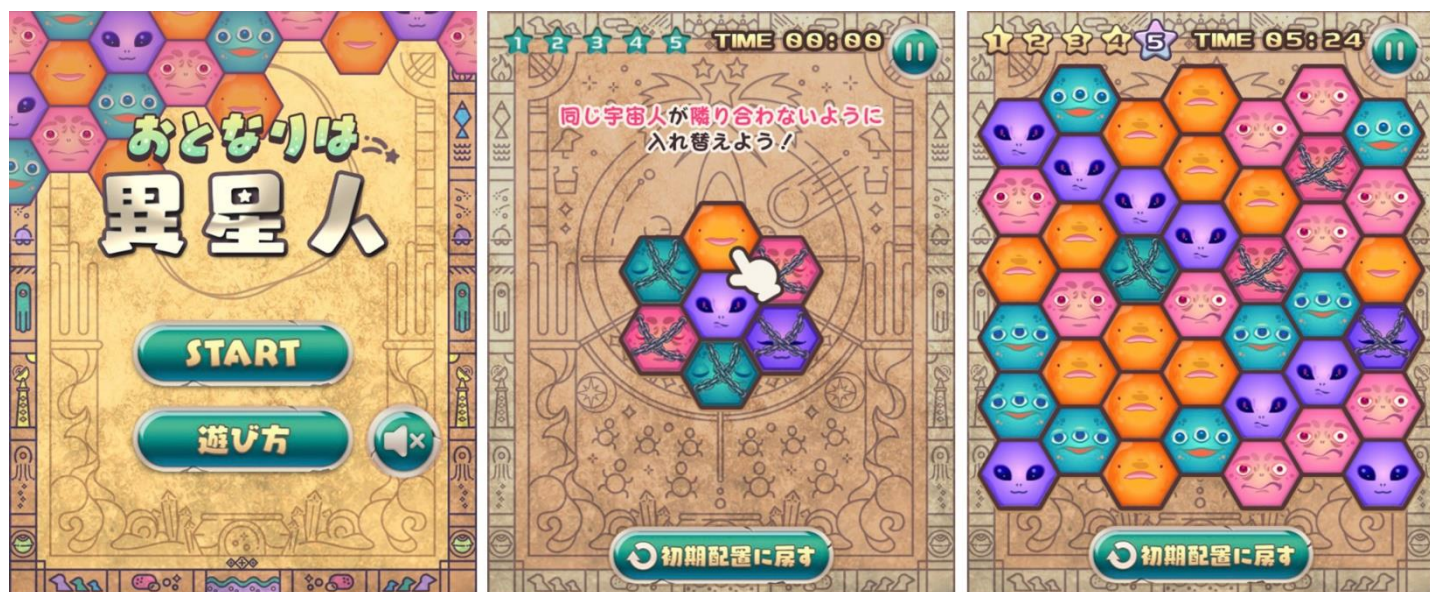 おとなりは
異星人
START
遊び方
1 2 3 4 5 TIME 00:00
同じ宇宙人が隣り合わないように
入れ替えよう！
初期配置に戻す
1 2 3 4 5 TIME 05:24
初期配置に戻す